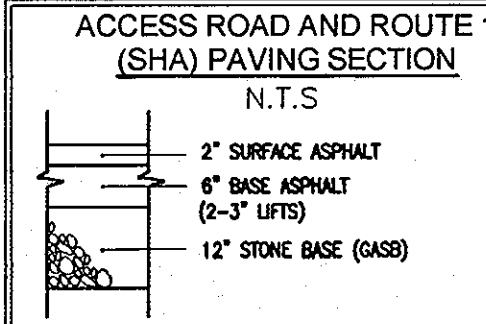 ACCESS ROAD AND ROUTE
(SHA) PAVING SECTION
N.T.S
2" SURFACE ASPHALT
6" BASE ASPHALT
(2-3" LIFTS)
12" STONE BASE (GASB)